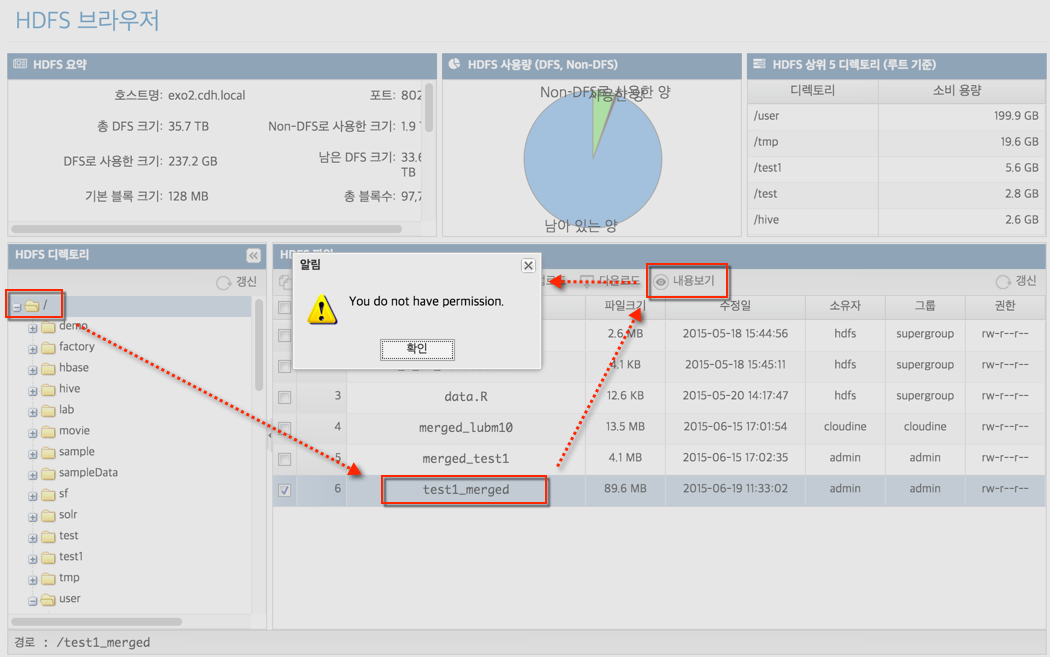 HDFS 브라우저
HDFS 요약
호스트명: exo2.cdh.local 포트: 802
총 DFS 크기: 35.7 TB Non-DFS로 사용한 크기: 1.9
DFS로 사용한 크기: 237.2 GB 남은 DFS 크기: 33.6 TB
기본 블록 크기: 128 MB 총 블록수: 97,7
HDFS 사용량 (DFS, Non-DFS)
Non-DFS로 사용한 양
남아 있는 양
HDFS 상위 5 디렉토리 (루트 기준)
디렉토리 소비 용량
/user 199.9 GB
/tmp 19.6 GB
/test1 5.6 GB
/test 2.8 GB
/hive 2.6 GB
HDFS 디렉토리
갱신
/
demo
factory
hbase
hive
lab
movie
sample
sampleData
sf
solr
test
test1
tmp
user
HDFS
다운로드 내용보기 갱신
파일크기 수정일 소유자 그룹 권한
2.6 MB 2015-05-18 15:44:56 hdfs supergroup rw-r--r--
4.1 KB 2015-05-18 15:45:11 hdfs supergroup rw-r--r--
3 data.R 12.6 KB 2015-05-20 14:17:47 hdfs supergroup rw-r--r--
4 merged_lubm10 13.5 MB 2015-06-15 17:01:54 cloudine cloudine rw-r--r--
5 merged_test1 4.1 MB 2015-06-15 17:02:35 admin admin rw-r--r--
6 test1_merged 89.6 MB 2015-06-19 11:33:02 admin admin rw-r--r--
알림
You do not have permission.
확인
경로 : /test1_merged